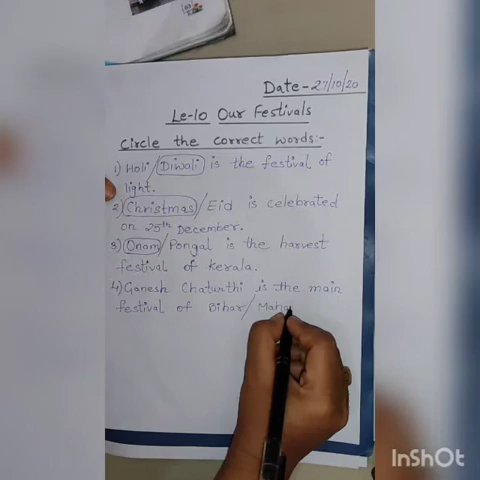 Date-27/10/20
Le-10 Our Festivals
Circle the correct words:-
1) Holi/Diwali is the festival of
light.
2) Christmas/Eid is celebrated
on 25th December.
3) Onam/Pongal is the harvest
festival of kerala.
4) Ganesh Chaturthi is the main
festival of Bihar/Maha
InShOt